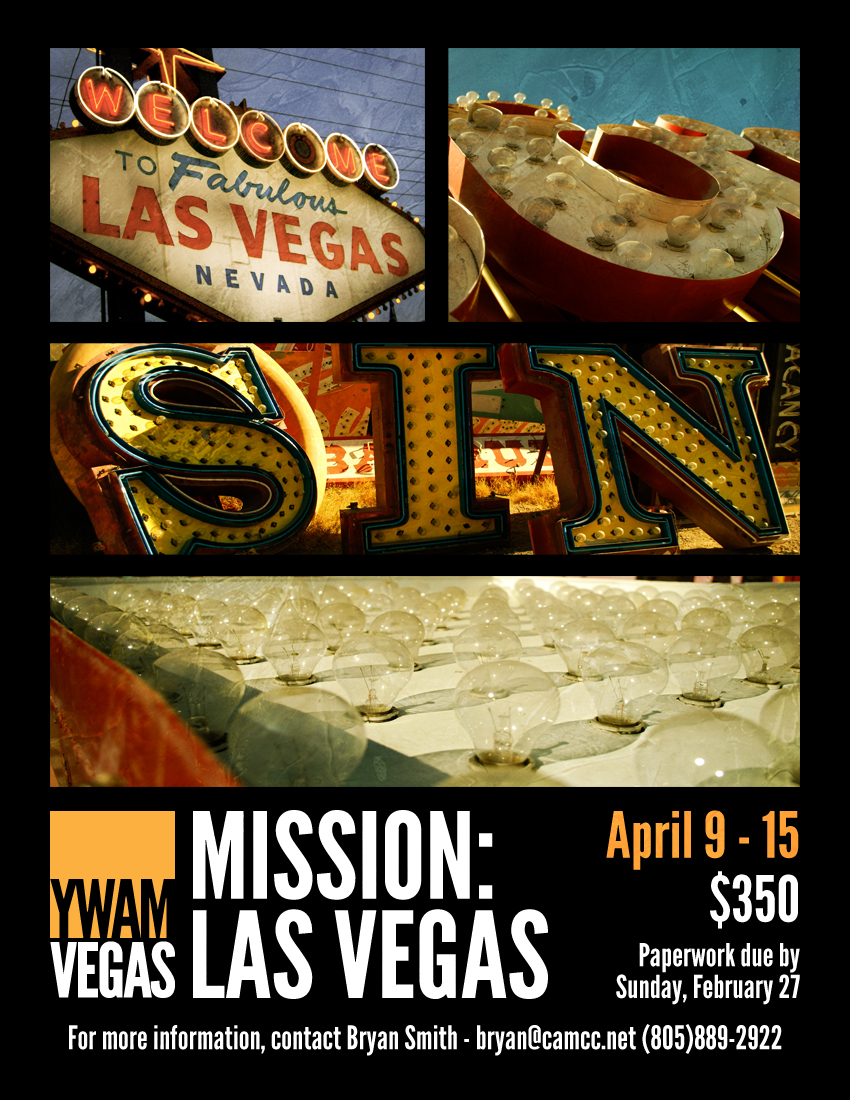 WELCOME
TO Fabulous
LAS VEGAS
NEVADA
SIN
ACANCY
YWAM
VEGAS
MISSION:
LAS VEGAS
April 9 - 15
$350
Paperwork due by
Sunday, February 27
For more information, contact Bryan Smith - bryan@camcc.net (805)889-2922